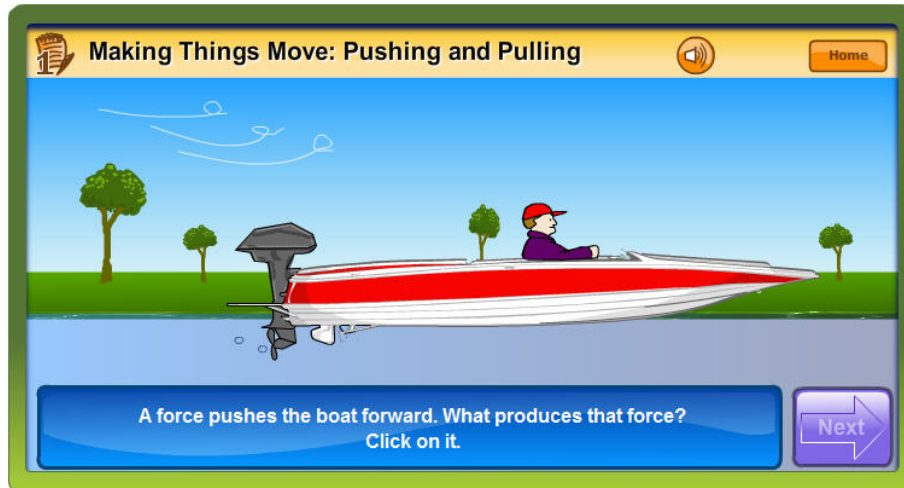 1
Making Things Move: Pushing and Pulling
Home
A force pushes the boat forward. What produces that force?
Click on it.
Next